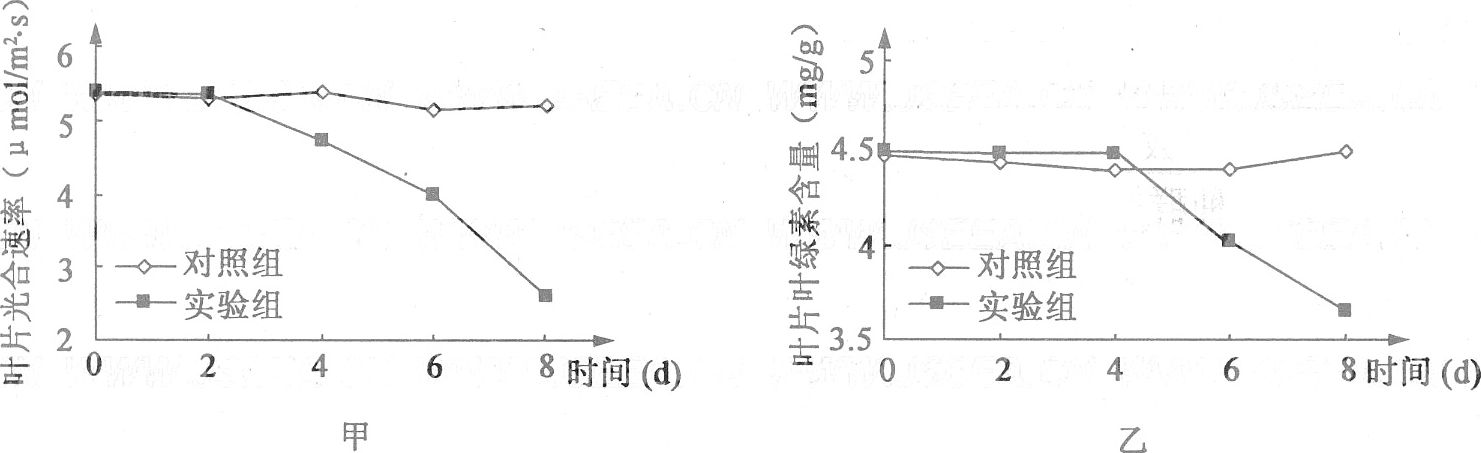 叶片光合速率（μ mol/m²·s）
6
5
4
3
2
对照组
实验组
0 2 4 6 8 时间 (d)
甲
叶片叶绿素含量（mg/g）
5
4.5
4
3.5
对照组
实验组
0 2 4 6 8 时间 (d)
乙